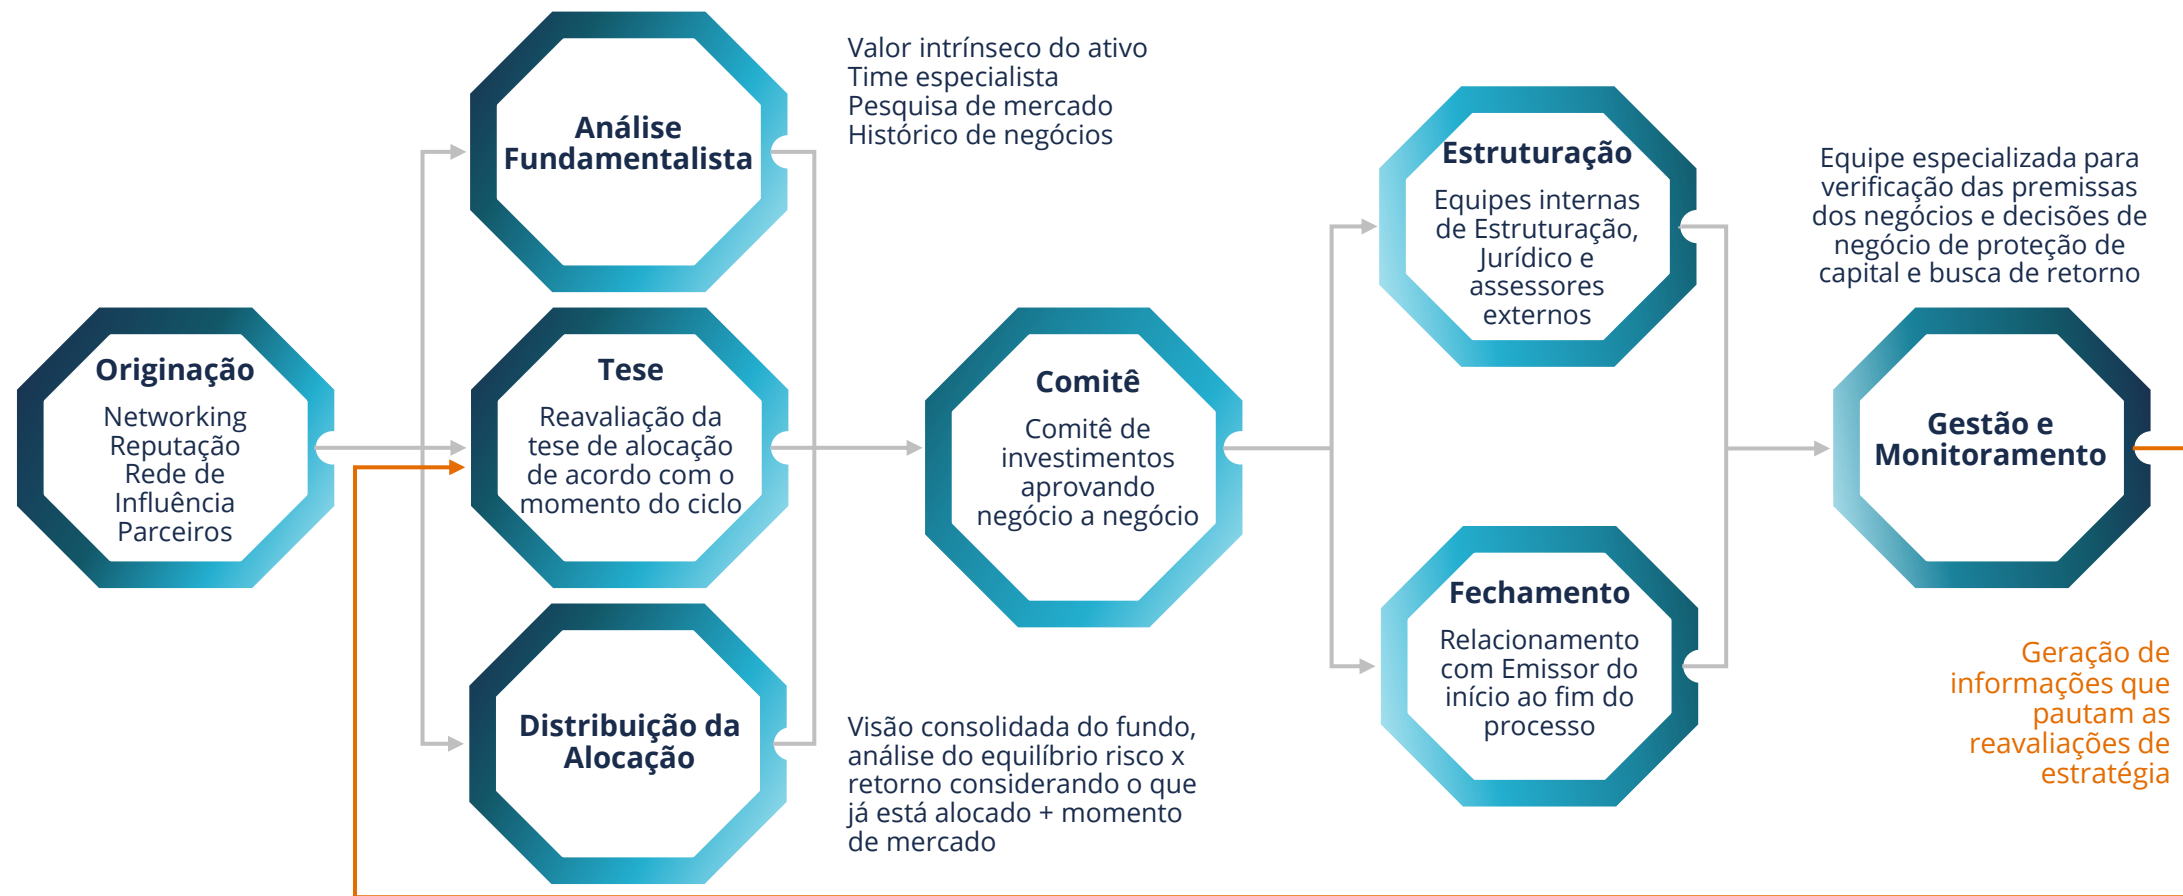 Originação
Networking
Reputação
Rede de
Influência
Parceiros
Análise
Fundamentalista
Valor intrínseco do ativo
Time especialista
Pesquisa de mercado
Histórico de negócios
Tese
Reavaliação da
tese de alocação
de acordo com o
momento do ciclo
Distribuição da
Alocação
Visão consolidada do fundo,
análise do equilíbrio risco x
retorno considerando o que
já está alocado + momento
de mercado
Comitê
Comitê de
investimentos
aprovando
negócio a negócio
Estruturação
Equipes internas
de Estruturação,
Jurídico e
assessores
externos
Fechamento
Relacionamento
com Emissor do
início ao fim do
processo
Equipe especializada para
verificação das premissas
dos negócios e decisões de
negócio de proteção de
capital e busca de retorno
Gestão e
Monitoramento
Geração de
informações que
pautam as
reavaliações de
estratégia